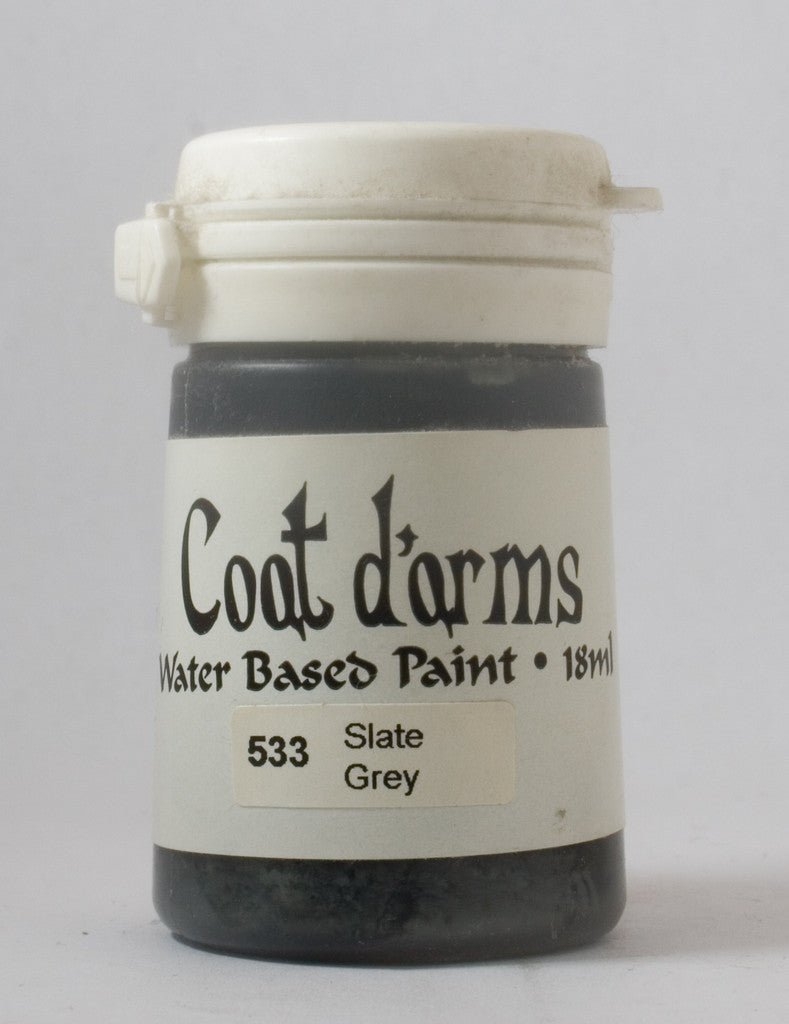 Coat d'arms
Water Based Paint • 18ml
533 Slate
Grey